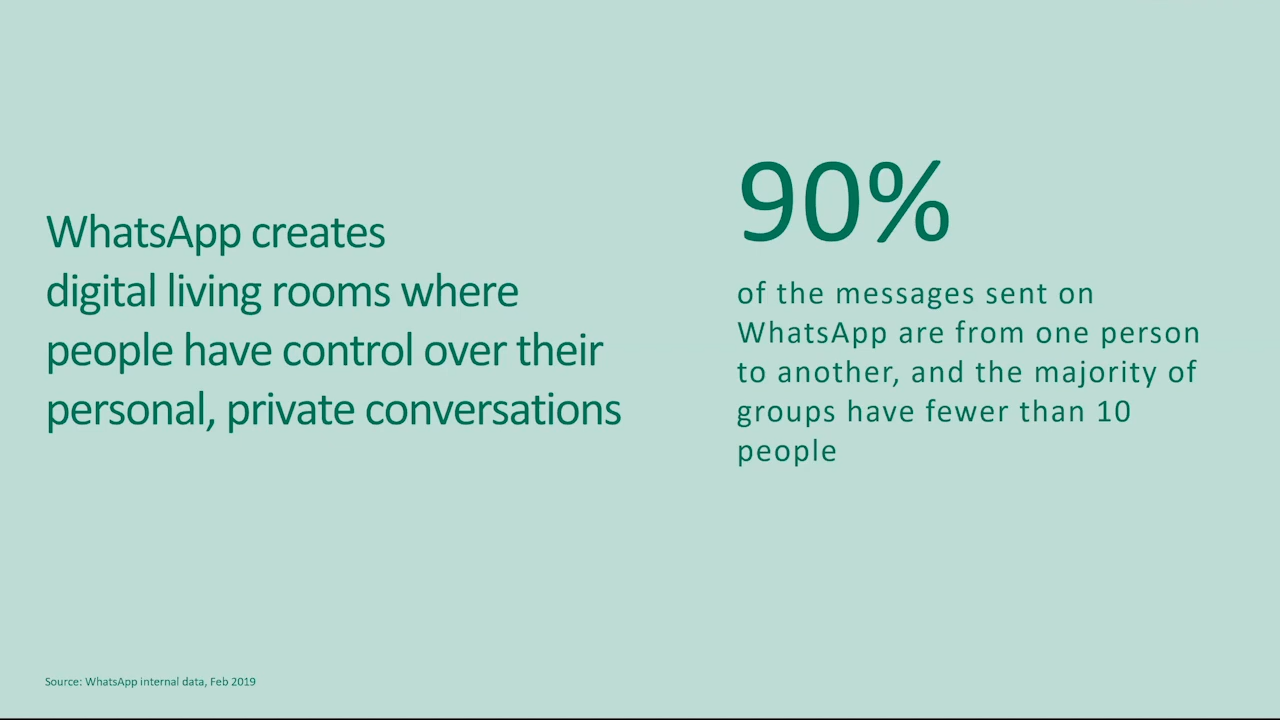 WhatsApp creates
digital living rooms where
people have control over their
personal, private conversations
90%
of the messages sent on
WhatsApp are from one person
to another, and the majority of
groups have fewer than 10
people
Source: WhatsApp internal data, Feb 2019